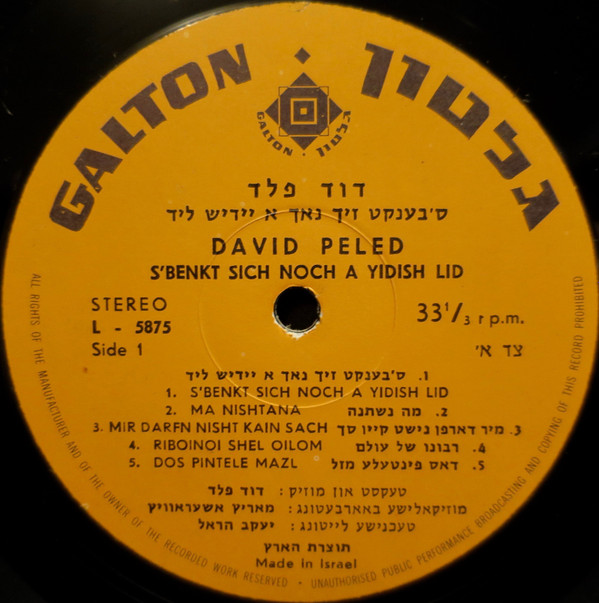 GALTON גלטון
GALTON · גלטון
דוד פלד
ס׳בענקט זיך נאך א יידיש ליד
DAVID PELED
S'BENKT SICH NOCH A YIDISH LID
STEREO
L - 5875
Side 1
33 1/3 r p.m.
צד א׳
1. ס׳בענקט זיך נאך א יידיש ליד
1. S'BENKT SICH NOCH A YIDISH LID
2. MA NISHTANA 2. מה נשתנה
3. MIR DARFN NISHT KAIN SACH 3. מיר דארפן נישט קיין סך
4. RIBOINOI SHEL OILOM 4. רבונו של עולם
5. DOS PINTELE MAZL 5. דאס פינטעלע מזל
טעקסט און מוזיק: דוד פלד
מוזיקאלישע באארבעטונג: מאריץ אשעראוויץ
טעכנישע לייטונג: יעקב הראל
תוצרת הארץ
Made in Israel
ALL RIGHTS OF THE MANUFACTURER AND OF THE OWNER OF THE RECORDED WORK RESERVED · UNAUTHORISED PUBLIC PERFORMANCE BROADCASTING AND COPYING OF THIS RECORD PROHIBITED